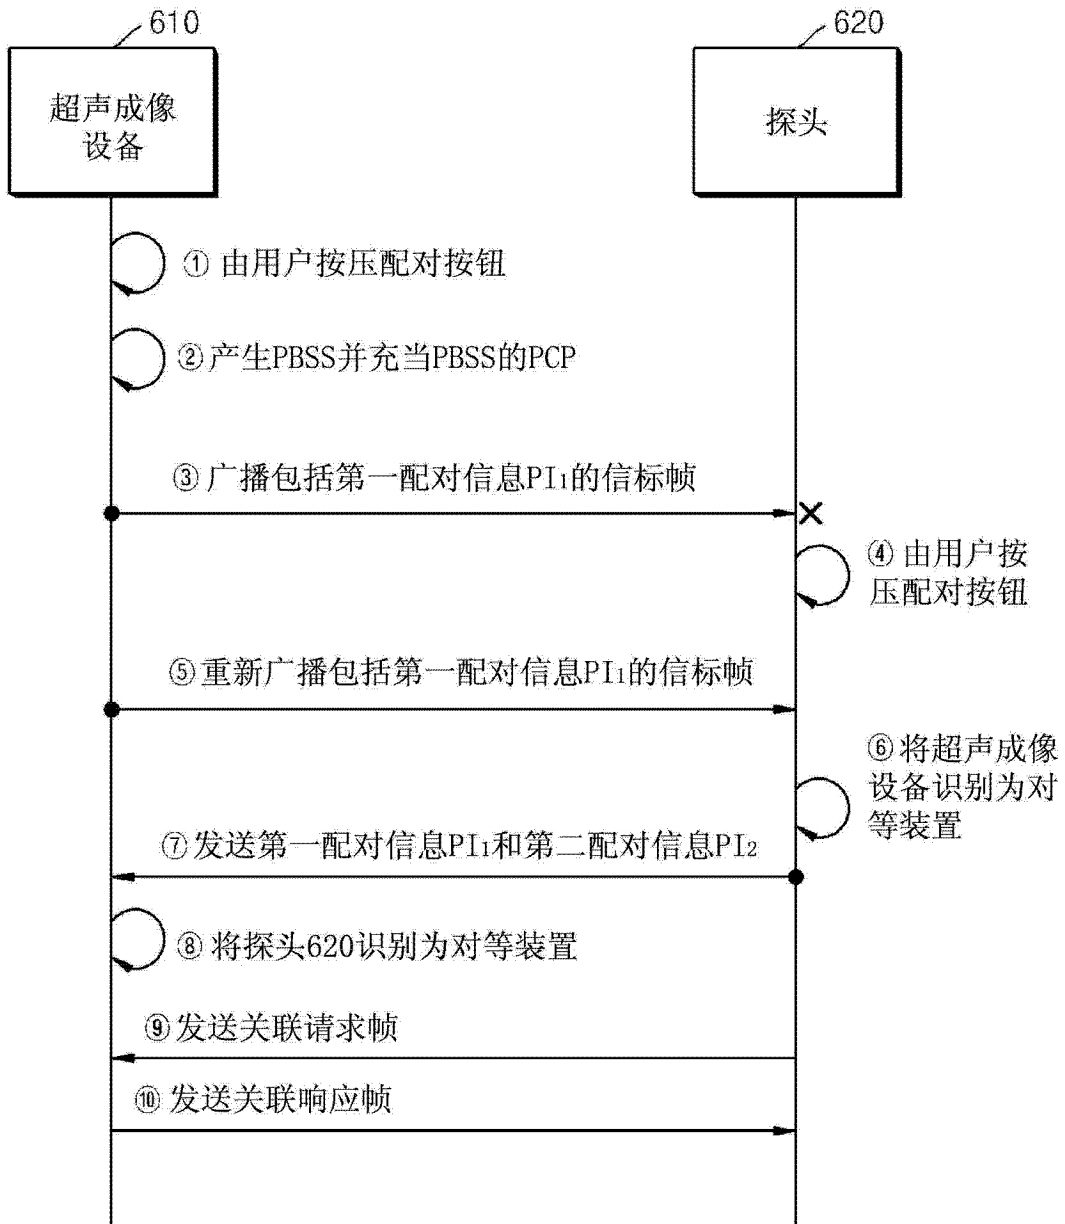 610
620
超声成像
设备
探头
① 由用户按压配对按钮
② 产生PBSS并充当PBSS的PCP
③ 广播包括第一配对信息PI₁的信标帧
④ 由用户按
压配对按钮
⑤ 重新广播包括第一配对信息PI₁的信标帧
⑥ 将超声成像
设备识别为对
等装置
⑦ 发送第一配对信息PI₁和第二配对信息PI₂
⑧ 将探头620识别为对等装置
⑨ 发送关联请求帧
⑩ 发送关联响应帧